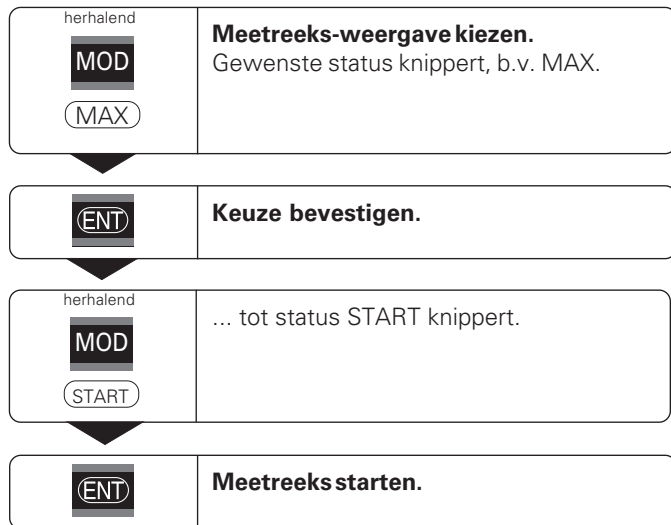 herhalend
MOD
MAX
Meetreeks-weergave kiezen.
Gewenste status knippert, b.v. MAX.
ENT
Keuze bevestigen.
herhalend
MOD
START
... tot status START knippert.
ENT
Meetreeks starten.